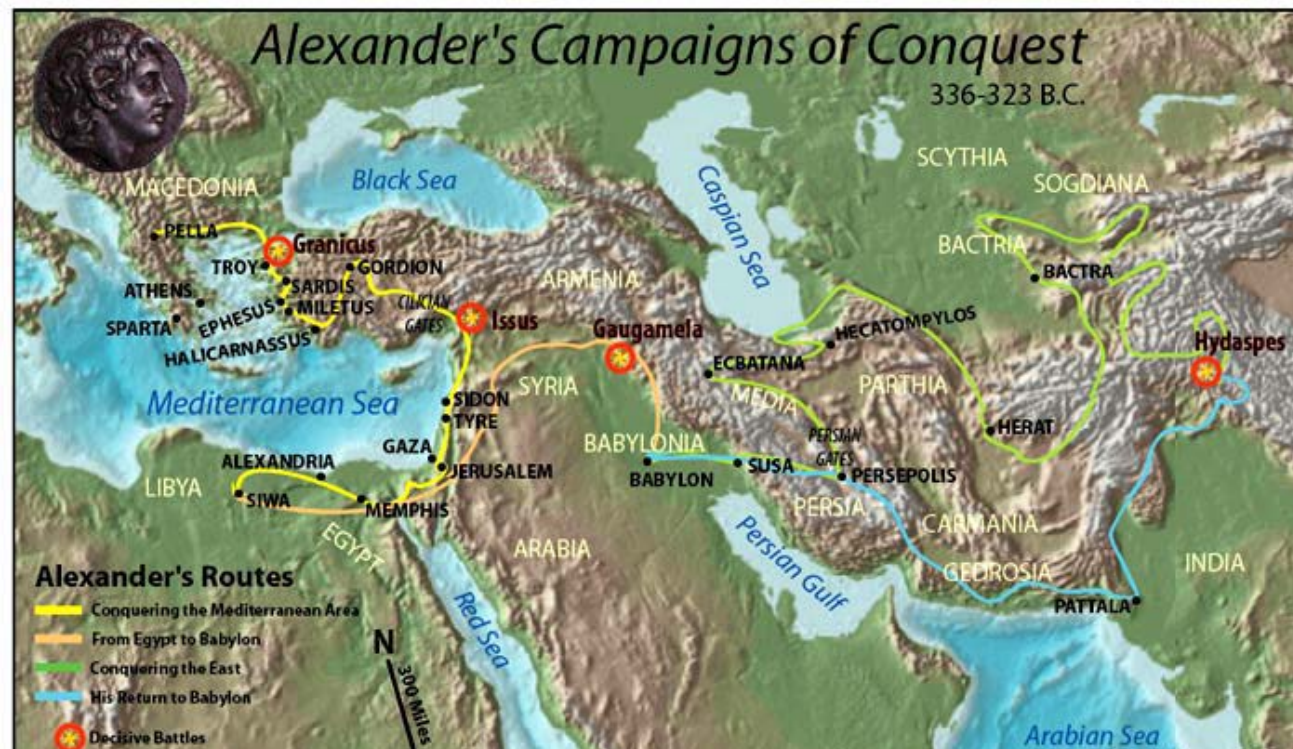 Alexander's Campaigns of Conquest
336-323 B.C.
SCYTHIA
SOGDIANA
MACEDONIA
Black Sea
Caspian Sea
BACTRIA
PELLA
Granicus
TROY
GORDION
ARMENIA
BACTRA
SARDIS
ATHENS
EPHESUS
MILETUS
CILICIAN
GATES
SPARTA
HALICARNASSUS
Issus
Gaugamela
HECATOMPYLOS
Hydaspes
ECBATANA
SYRIA
MEDIA
PARTHIA
Mediterranean Sea
SIDON
TYRE
HERAT
PERSIAN
GATES
GAZA
BABYLONIA
ALEXANDRIA
JERUSALEM
SUSA
BABYLON
PERSEPOLIS
LIBYA
SIWA
MEMPHIS
PERSIA
CARMANIA
EGYPT
ARABIA
Persian Gulf
GEDROSIA
INDIA
PATTALA
Red Sea
Alexander's Routes
Conquering the Mediterranean Area
From Egypt to Babylon
Conquering the East
His Return to Babylon
Decisive Battles
N
300 Miles
Arabian Sea